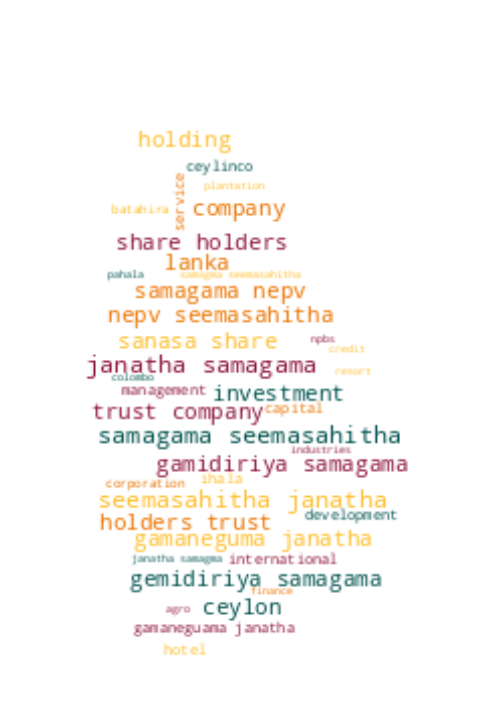 holding
ceylinco
plantation
service
batahira
company
share holders
lanka
pahala
samagma seemasahitha
samagama nepv
nepv seemasahitha
sanasa share
npbs
credit
janatha samagama
resort
colombo
management
investment
trust company
capital
samagama seemasahitha
industries
gamidiriya samagama
corporation
ihala
seemasahitha janatha
holders trust
development
gamaneguma janatha
janatha samagma
international
gemidiriya samagama
finance
agro
ceylon
gamaneguama janatha
hotel